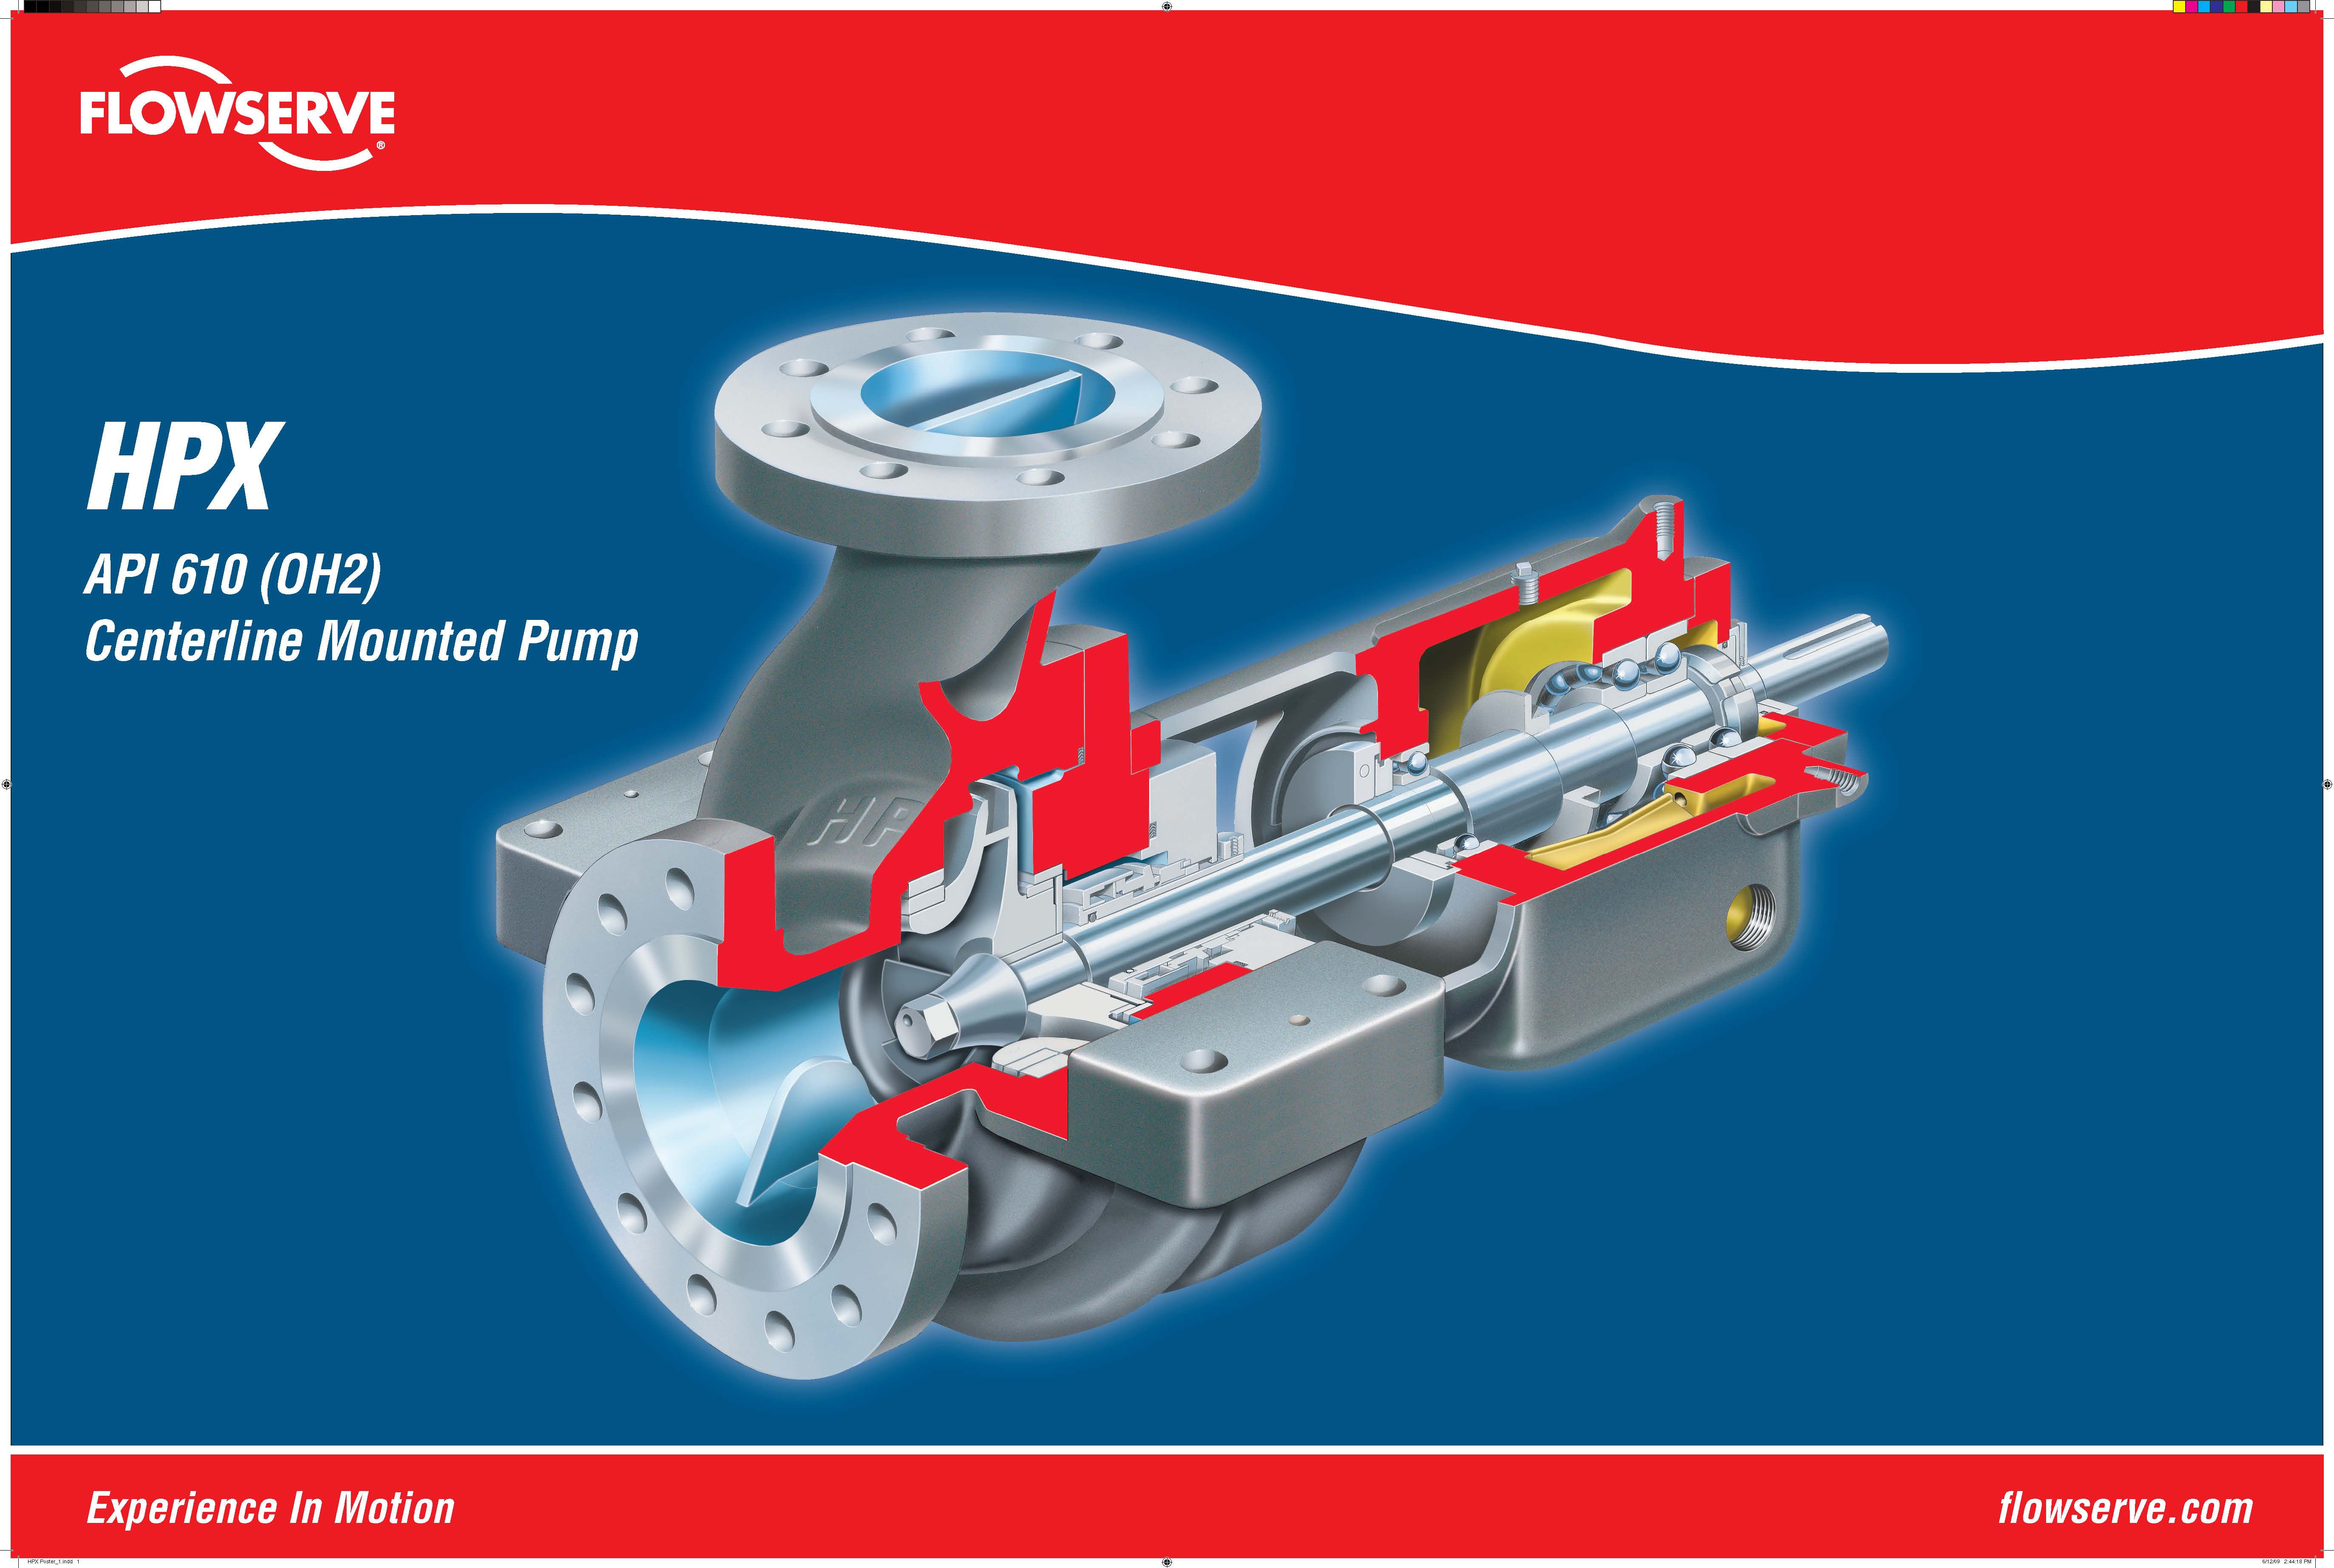 FLOWSERVE®
HPX
API 610 (OH2)
Centerline Mounted Pump
HP
Experience In Motion
flowserve.com
HPX Poster_1.indd 1
6/12/09 2:44:18 PM